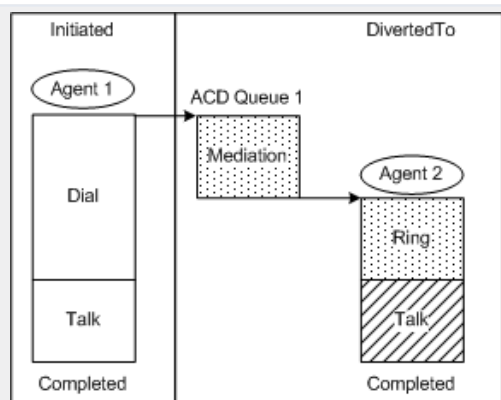 Initiated
DivertedTo
Agent 1
ACD Queue 1
Mediation
Agent 2
Dial
Ring
Talk
Talk
Completed
Completed